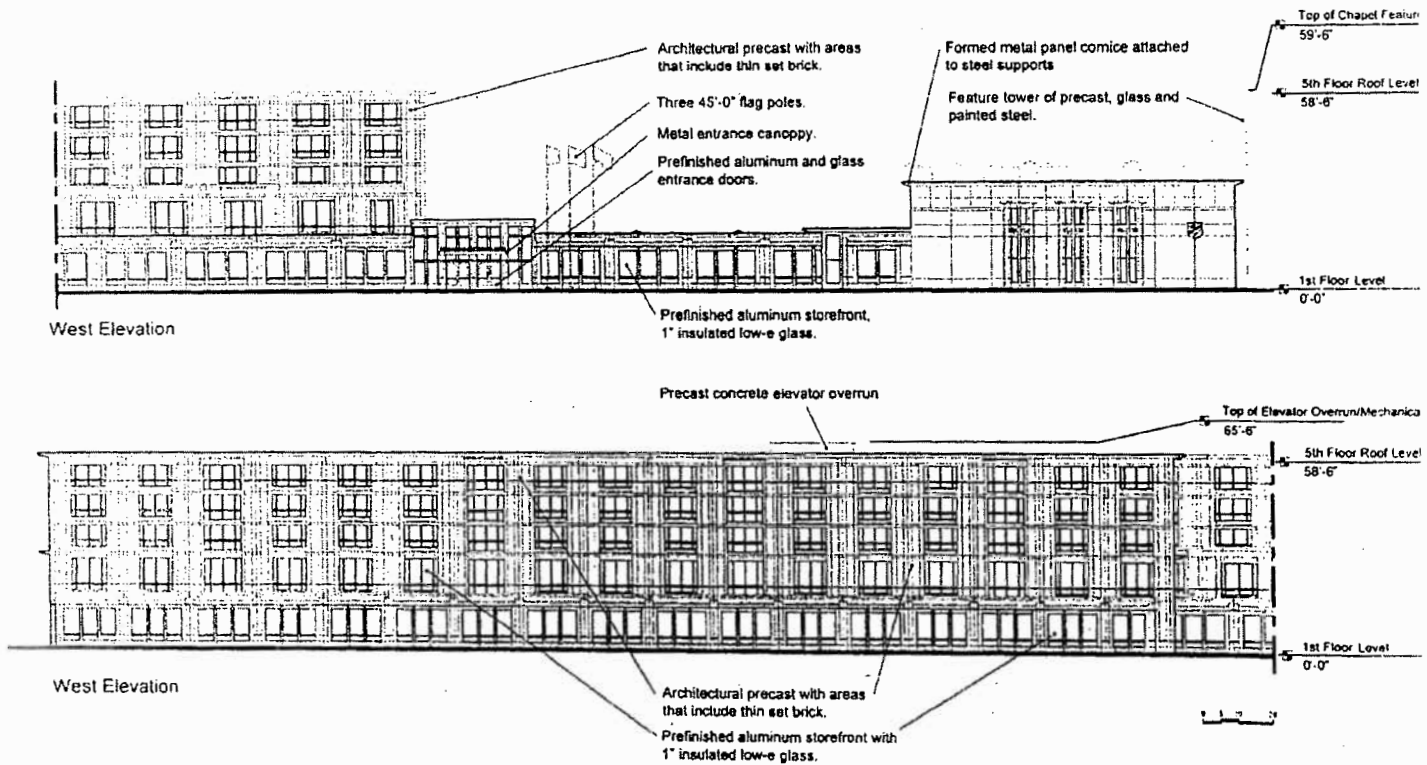 Architectural precast with areas
that include thin set brick.
Three 45'-0" flag poles.
Metal entrance canoppy.
Prefinished aluminum and glass
entrance doors.
Formed metal panel cornice attached
to steel supports
Feature tower of precast, glass and
painted steel.
Top of Chapel Featur
59'-6"
5th Floor Roof Level
58'-6"
1st Floor Level
0'-0"
West Elevation
Prefinished aluminum storefront,
1" insulated low-e glass.
Precast concrete elevator overrun
Top of Elevator Overrun/Mechanica
65'-6"
5th Floor Roof Level
58'-6"
1st Floor Level
0'-0"
West Elevation
Architectural precast with areas
that include thin set brick.
Prefinished aluminum storefront with
1" insulated low-e glass.